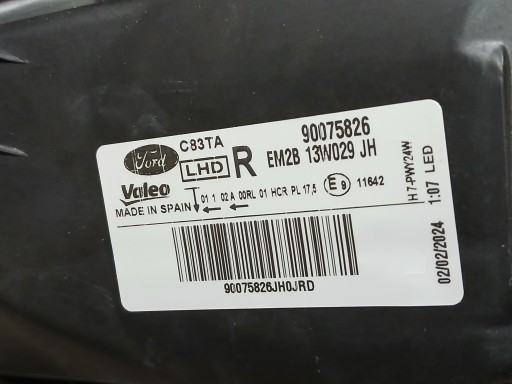 Ford
C83TA
LHD R
90075826
EM2B 13W029 JH
Valeo
MADE IN SPAIN
01 1 02 A 00RL 01 HCR PL 17,5
E9 11642
90075826JH0JRD
H7-PWY24W
1:07 LED
02/02/2024